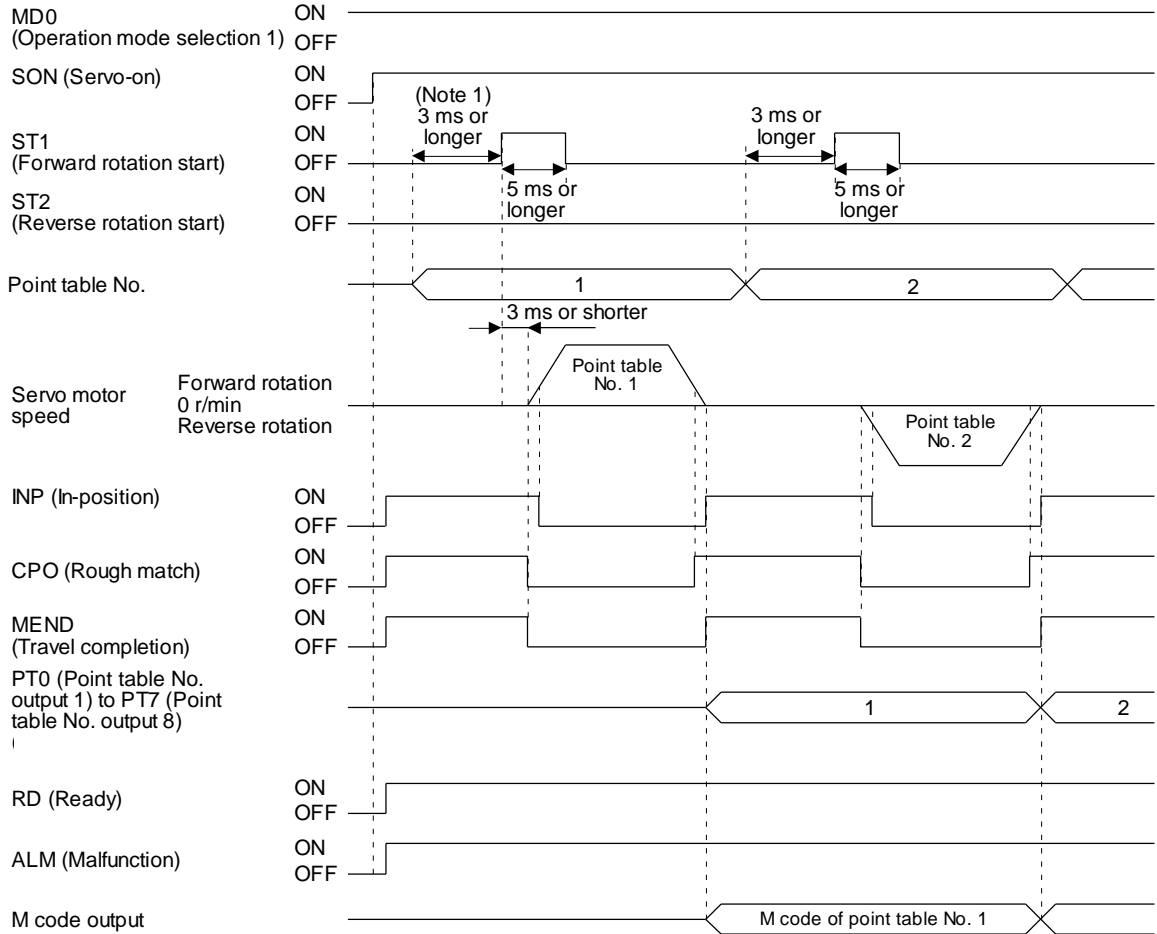 MD0
(Operation mode selection 1)
ON
OFF
SON (Servo-on)
ON
OFF
ST1
(Forward rotation start)
ON
OFF
(Note 1)
3 ms or
longer
5 ms or
longer
3 ms or
longer
5 ms or
longer
ST2
(Reverse rotation start)
ON
OFF
Point table No.
1
2
3 ms or shorter
Servo motor
speed
Forward rotation
0 r/min
Reverse rotation
Point table
No. 1
Point table
No. 2
INP (In-position)
ON
OFF
CPO (Rough match)
ON
OFF
MEND
(Travel completion)
ON
OFF
PT0 (Point table No.
output 1) to PT7 (Point
table No. output 8)
1
2
RD (Ready)
ON
OFF
ALM (Malfunction)
ON
OFF
M code output
M code of point table No. 1